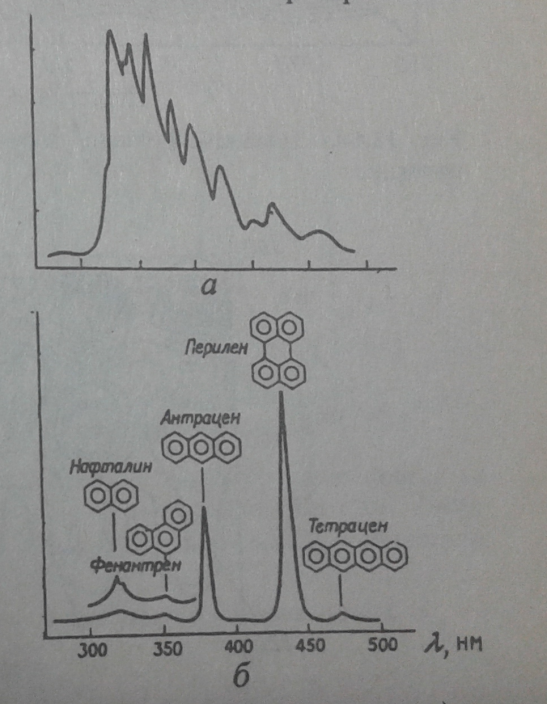 а
Перилен
Антрацен
Нафталин
Фенантрен
Тетрацен
300 350 400 450 500 λ, нм
б